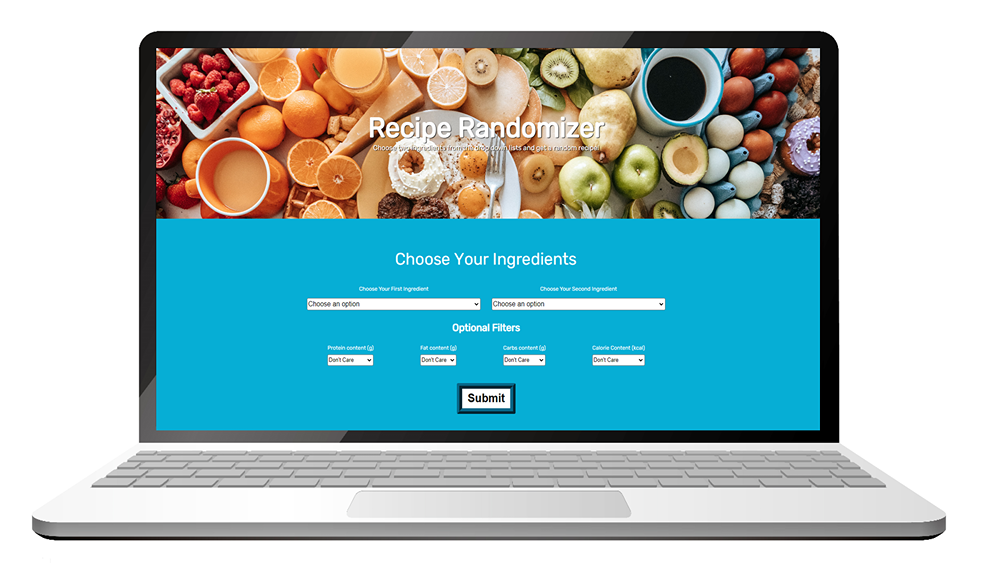 Recipe Randomizer
Choose two ingredients from the drop down lists and get a random recipe!
Choose Your Ingredients
Choose Your First Ingredient Choose Your Second Ingredient
Choose an option Choose an option
Optional Filters
Protein content (g) Fat content (g) Carbs content (g) Calorie Content (kcal)
Don't Care Don't Care Don't Care Don't Care
Submit